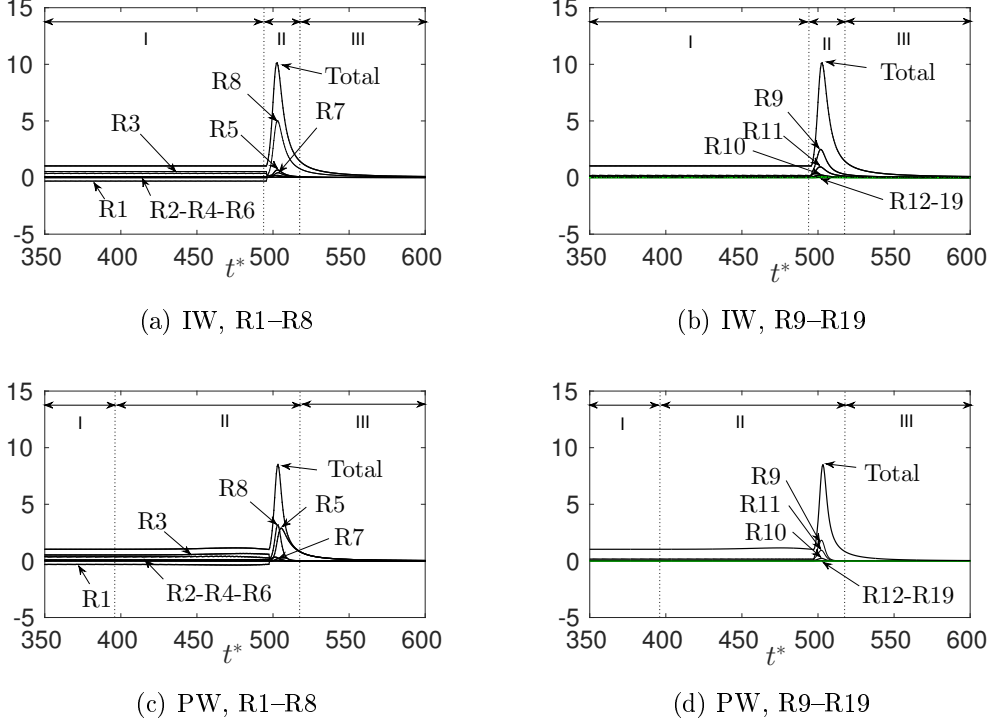 15
10
5
0
-5
I
II
III
Total
R8
R7
R5
R3
R1
R2-R4-R6
350 400 450 500 550 600
t*
(a) IW, R1–R8
15
10
5
0
-5
I
II
III
Total
R9
R11
R10
R12-19
350 400 450 500 550 600
t*
(b) IW, R9–R19
15
10
5
0
-5
I
II
III
Total
R8
R5
R3
R7
R1
R2-R4-R6
350 400 450 500 550 600
t*
(c) PW, R1–R8
15
10
5
0
-5
I
II
III
Total
R9
R11
R10
R12-R19
350 400 450 500 550 600
t*
(d) PW, R9–R19